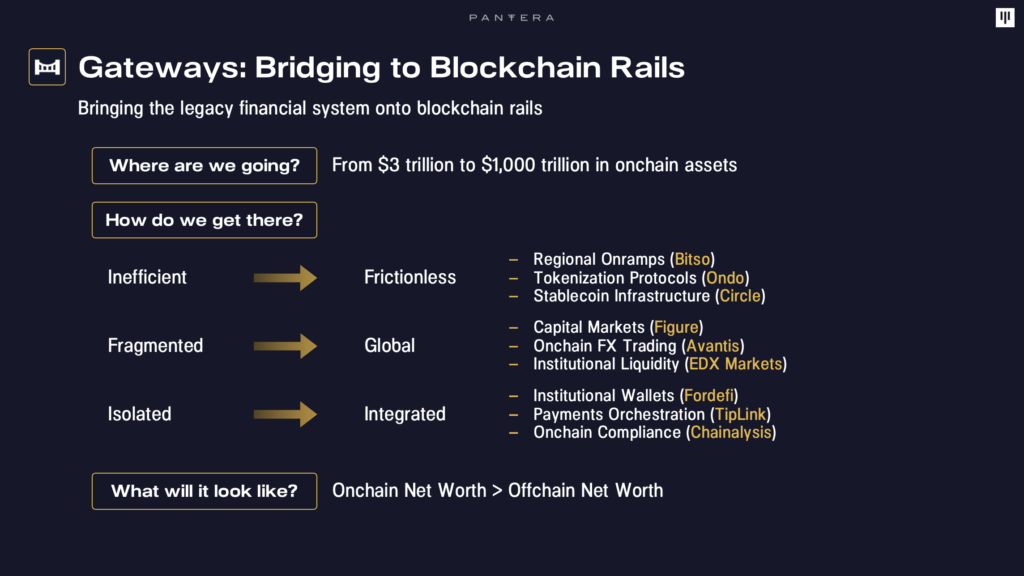 PANTERA
Gateways: Bridging to Blockchain Rails
Bringing the legacy financial system onto blockchain rails
Where are we going?
From $3 trillion to $1,000 trillion in onchain assets
How do we get there?
Inefficient
Frictionless
– Regional Onramps (Bitso)
– Tokenization Protocols (Ondo)
– Stablecoin Infrastructure (Circle)
Fragmented
Global
– Capital Markets (Figure)
– Onchain FX Trading (Avantis)
– Institutional Liquidity (EDX Markets)
Isolated
Integrated
– Institutional Wallets (Fordefi)
– Payments Orchestration (TipLink)
– Onchain Compliance (Chainalysis)
What will it look like?
Onchain Net Worth > Offchain Net Worth